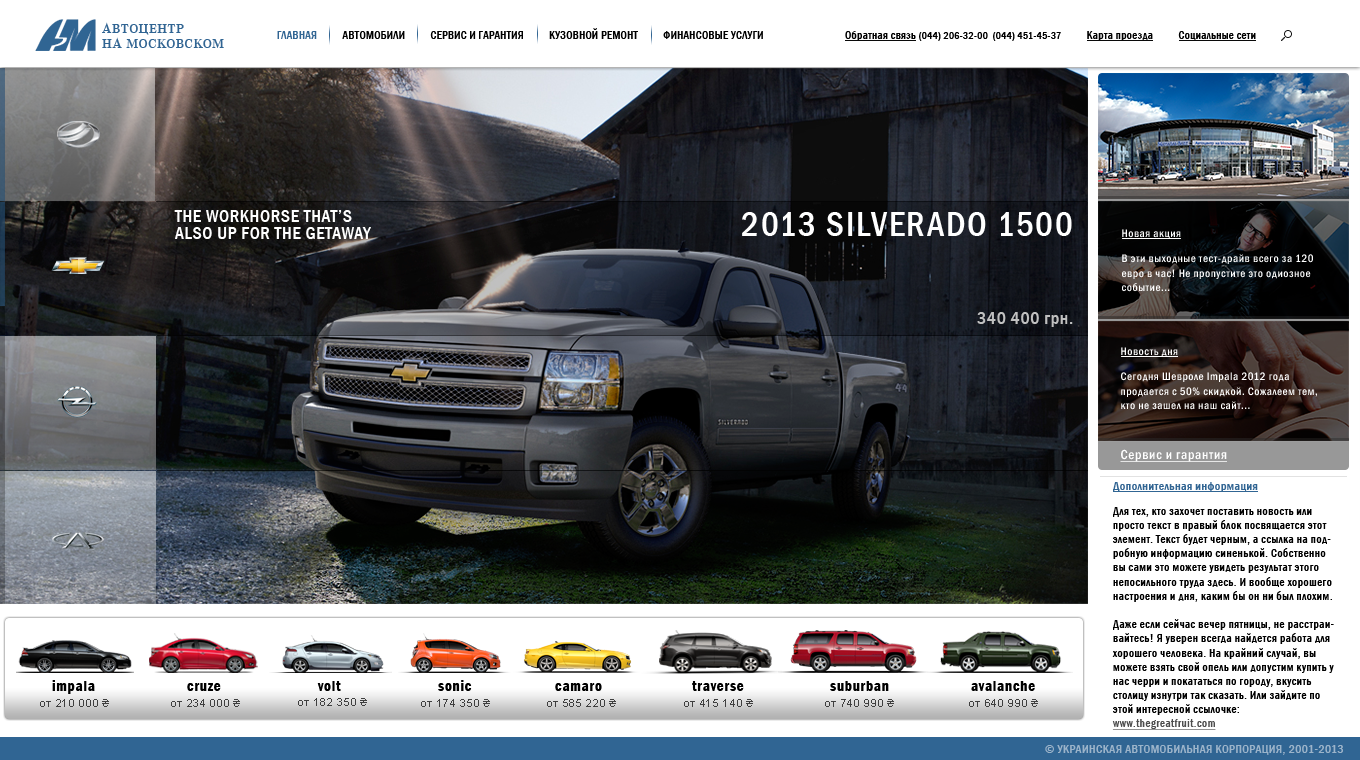 АВТОЦЕНТР
НА МОСКОВСКОМ
ГЛАВНАЯ
АВТОМОБИЛИ
СЕРВИС И ГАРАНТИЯ
КУЗОВНОЙ РЕМОНТ
ФИНАНСОВЫЕ УСЛУГИ
Обратная связь (044) 206-32-00 (044) 451-45-37
Карта проезда
Социальные сети
THE WORKHORSE THAT'S
ALSO UP FOR THE GETAWAY
2013 SILVERADO 1500
340 400 грн.
SILVERADO
4x4
Новая акция
В эти выходные тест-драйв всего за 120
евро в час! Не пропустите это одиозное
событие...
Новость дня
Сегодня Шевроле Impala 2012 года
продается с 50% скидкой. Сожалеем тем,
кто не зашел на наш сайт...
Сервис и гарантия
Дополнительная информация
Для тех, кто захочет поставить новость или
просто текст в правый блок посвящается этот
элемент. Текст будет черным, а ссылка на под-
робную информацию синенькой. Собственно
вы сами это можете увидеть результат этого
непосильного труда здесь. И вообще хорошего
настроения и дня, каким бы он ни был плохим.
Даже если сейчас вечер пятницы, не расстраи-
вайтесь! Я уверен всегда найдется работа для
хорошего человека. На крайний случай, вы
можете взять свой опель или допустим купить у
нас черри и покататься по городу, вкусить
столицу изнутри так сказать. Или зайдите по
этой интересной ссылочке:
www.thegreatfruit.com
impala
от 210 000 ₴
cruze
от 234 000 ₴
volt
от 182 350 ₴
sonic
от 174 350 ₴
camaro
от 585 220 ₴
traverse
от 415 140 ₴
suburban
от 740 990 ₴
avalanche
от 640 990 ₴
© УКРАИНСКАЯ АВТОМОБИЛЬНАЯ КОРПОРАЦИЯ, 2001-2013